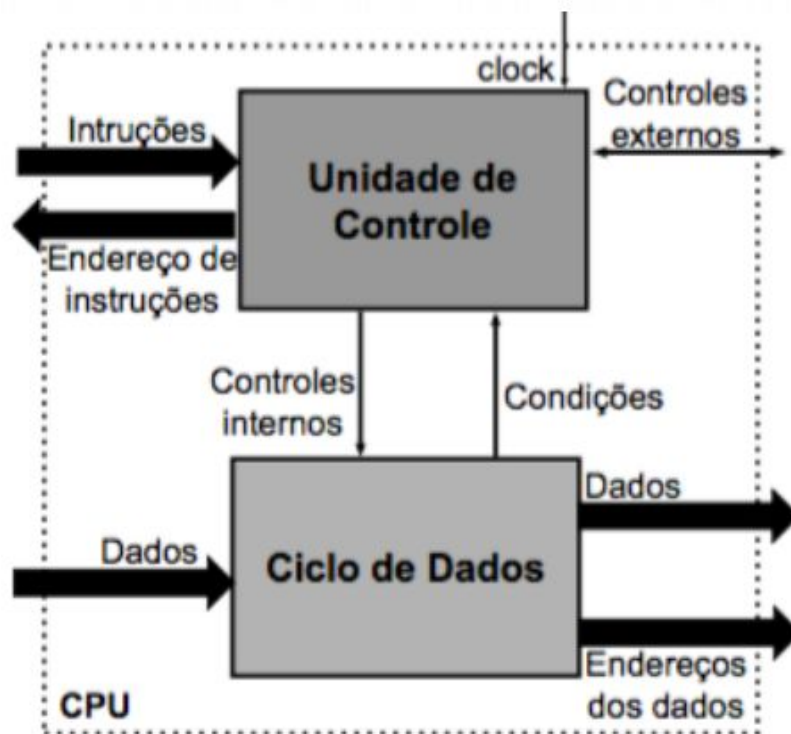 clock
Controles
externos
Intruções
Unidade de
Controle
Endereço de
instruções
Controles
internos
Condições
Dados
Dados
Ciclo de Dados
Endereços
dos dados
CPU